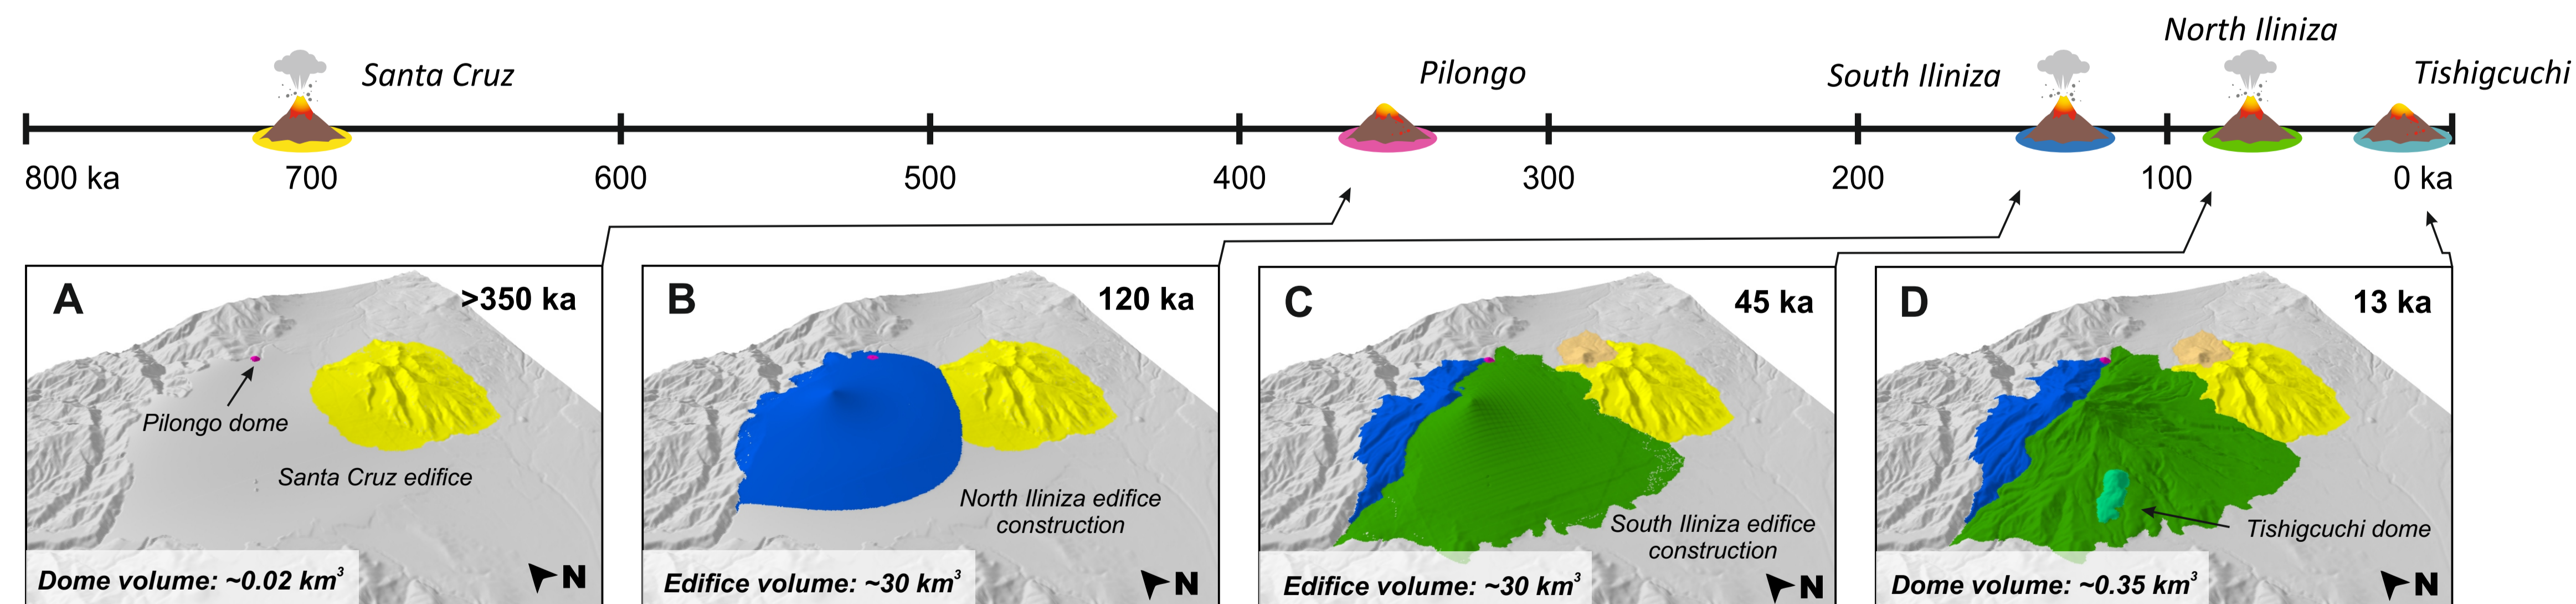 North Iliniza
Santa Cruz
Pilongo
South Iliniza
Tishigcuchi
800 ka
700
600
500
400
300
200
100
0 ka
A
>350 ka
Pilongo dome
Santa Cruz edifice
Dome volume: ~0.02 km³
N
B
120 ka
North Iliniza edifice
construction
Edifice volume: ~30 km³
N
C
45 ka
South Iliniza edifice
construction
Edifice volume: ~30 km³
N
D
13 ka
Tishigcuchi dome
Dome volume: ~0.35 km³
N